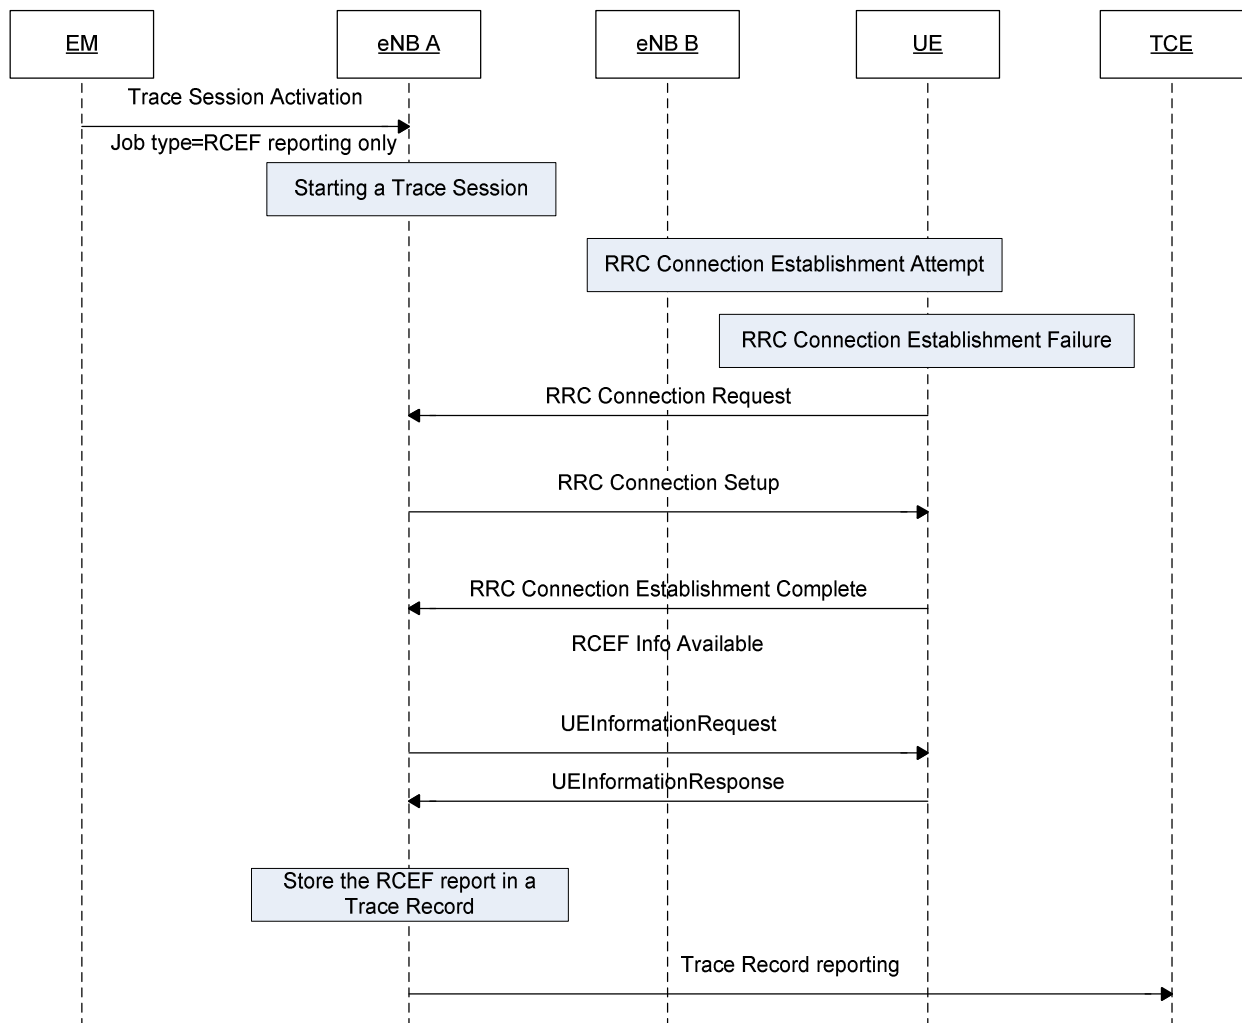 EM
eNB A
eNB B
UE
TCE
Trace Session Activation
Job type=RCEF reporting only
Starting a Trace Session
RRC Connection Establishment Attempt
RRC Connection Establishment Failure
RRC Connection Request
RRC Connection Setup
RRC Connection Establishment Complete
RCEF Info Available
UEInformationRequest
UEInformationResponse
Store the RCEF report in a
Trace Record
Trace Record reporting